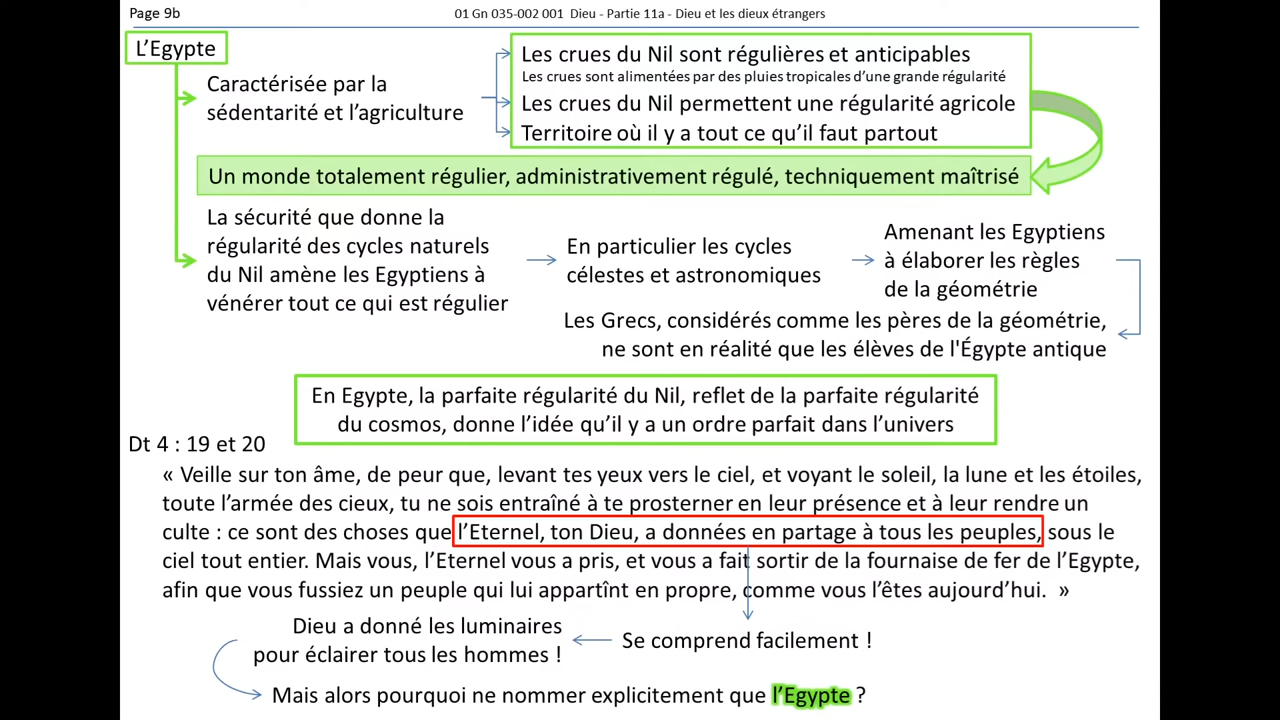 Page 9b
01 Gn 035-002 001 Dieu - Partie 11a - Dieu et les dieux étrangers
L’Egypte
Caractérisée par la
sédentarité et l’agriculture
Les crues du Nil sont régulières et anticipables
Les crues sont alimentées par des pluies tropicales d’une grande régularité
Les crues du Nil permettent une régularité agricole
Territoire où il y a tout ce qu’il faut partout
Un monde totalement régulier, administrativement régulé, techniquement maîtrisé
La sécurité que donne la
régularité des cycles naturels
du Nil amène les Egyptiens à
vénérer tout ce qui est régulier
En particulier les cycles
célestes et astronomiques
Amenant les Egyptiens
à élaborer les règles
de la géométrie
Les Grecs, considérés comme les pères de la géométrie,
ne sont en réalité que les élèves de l'Égypte antique
En Egypte, la parfaite régularité du Nil, reflet de la parfaite régularité
du cosmos, donne l’idée qu’il y a un ordre parfait dans l’univers
Dt 4 : 19 et 20
« Veille sur ton âme, de peur que, levant tes yeux vers le ciel, et voyant le soleil, la lune et les étoiles,
toute l’armée des cieux, tu ne sois entraîné à te prosterner en leur présence et à leur rendre un
culte : ce sont des choses que l’Eternel, ton Dieu, a données en partage à tous les peuples, sous le
ciel tout entier. Mais vous, l’Eternel vous a pris, et vous a fait sortir de la fournaise de fer de l’Egypte,
afin que vous fussiez un peuple qui lui appartînt en propre, comme vous l’êtes aujourd’hui. »
Dieu a donné les luminaires
pour éclairer tous les hommes !
Se comprend facilement !
Mais alors pourquoi ne nommer explicitement que l’Egypte ?